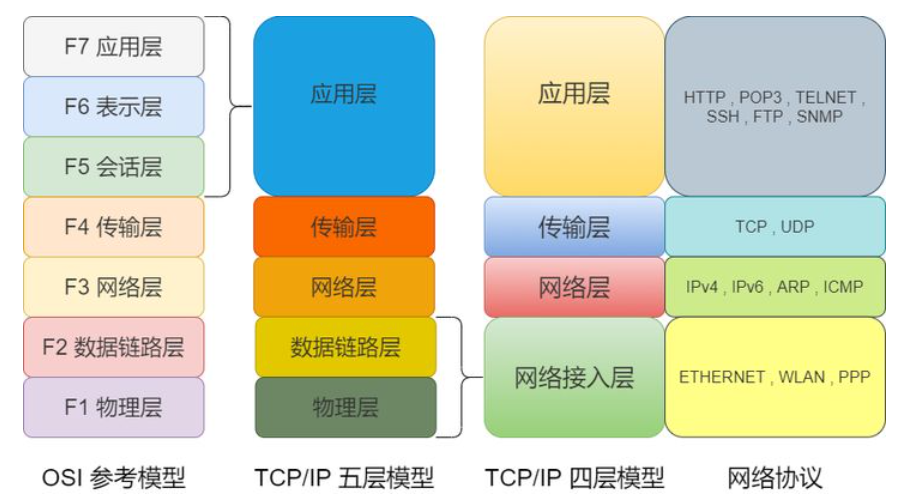 F7 应用层
F6 表示层
F5 会话层
F4 传输层
F3 网络层
F2 数据链路层
F1 物理层
OSI 参考模型
应用层
传输层
网络层
数据链路层
物理层
TCP/IP 五层模型
应用层
传输层
网络层
网络接入层
TCP/IP 四层模型
HTTP , POP3 , TELNET ,
SSH , FTP , SNMP
TCP , UDP
IPv4 , IPv6 , ARP , ICMP
ETHERNET , WLAN , PPP
网络协议